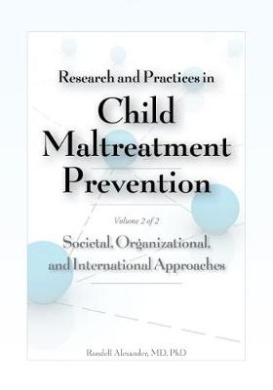 Research and Practices in
Child
Maltreatment
Prevention
Volume 2 of 2
Societal, Organizational,
and International Approaches
Randell Alexander, MD, PhD